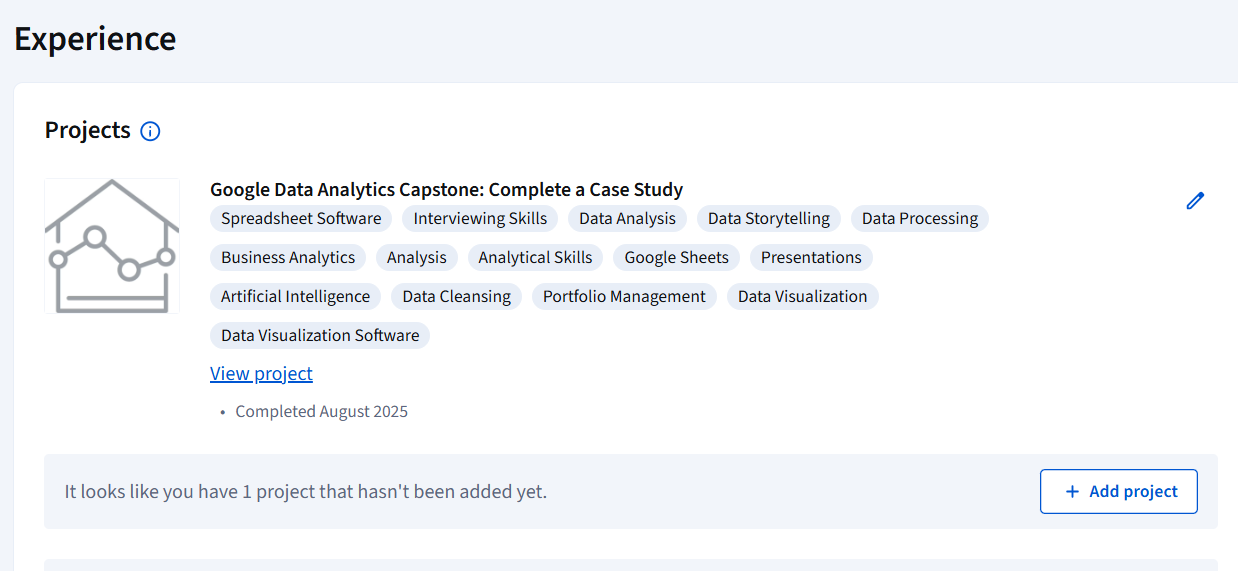 Experience
Projects
Google Data Analytics Capstone: Complete a Case Study
Spreadsheet Software Interviewing Skills Data Analysis Data Storytelling Data Processing
Business Analytics Analysis Analytical Skills Google Sheets Presentations
Artificial Intelligence Data Cleansing Portfolio Management Data Visualization
Data Visualization Software
View project
• Completed August 2025
It looks like you have 1 project that hasn't been added yet.
+ Add project